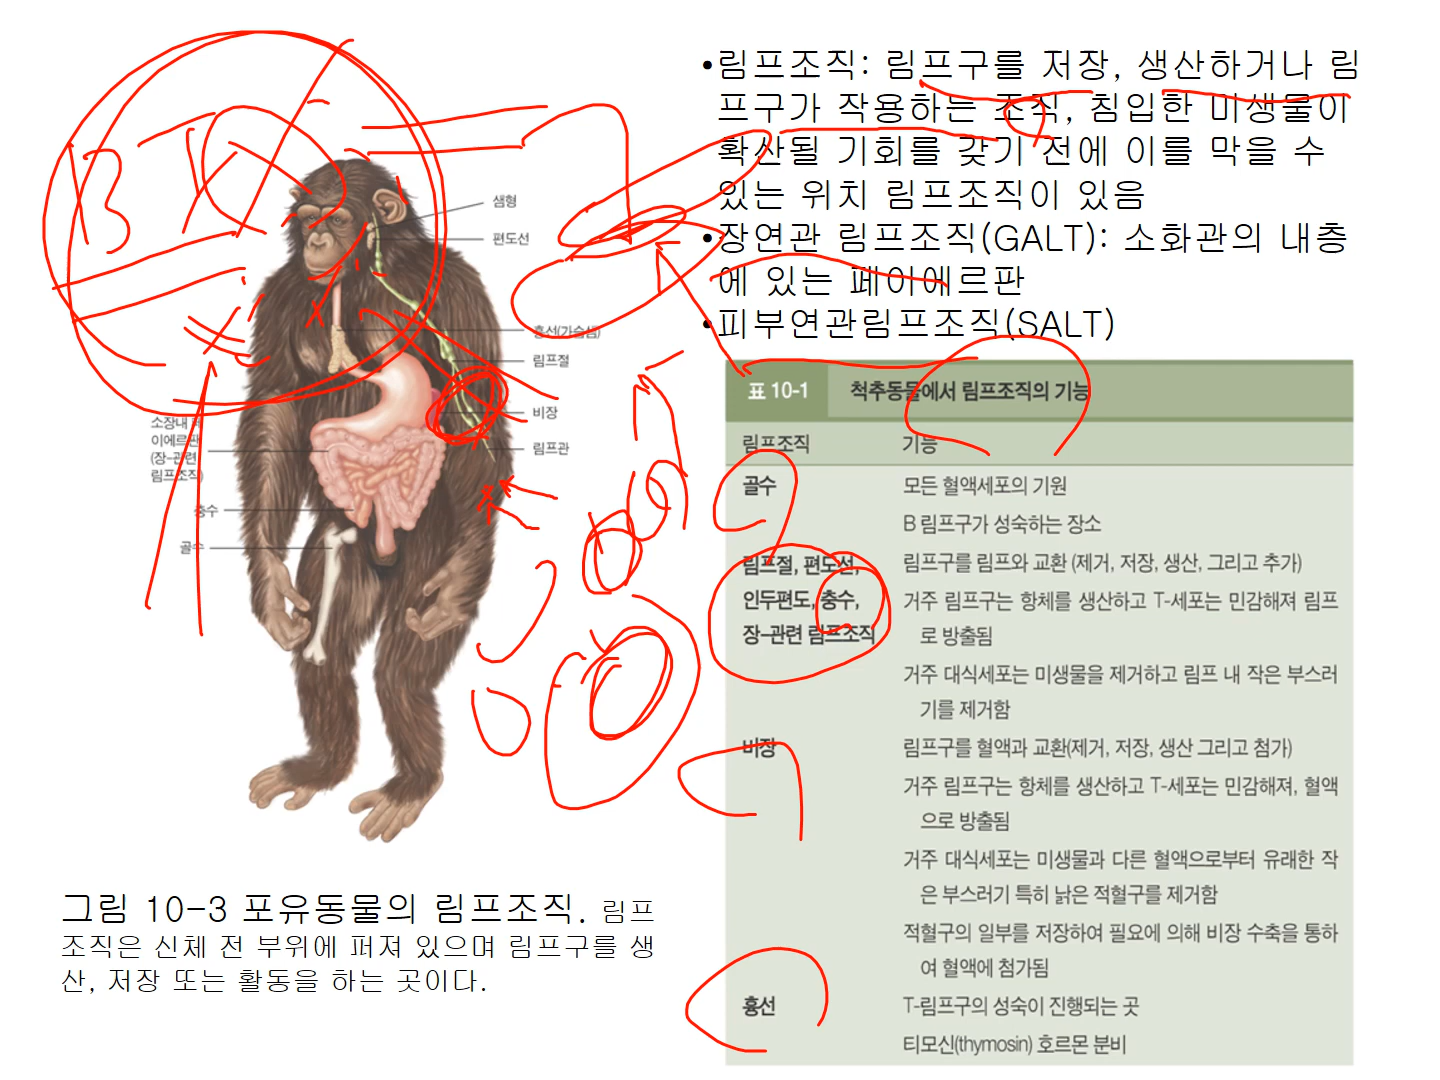 •림프조직: 림프구를 저장, 생산하거나 림
프구가 작용하는 조직, 침입한 미생물이
확산될 기회를 갖기 전에 이를 막을 수
있는 위치 림프조직이 있음
•장연관 림프조직(GALT): 소화관의 내층
에 있는 페이에르판
•피부연관림프조직(SALT)
샘형
편도선
흉선(가슴샘)
림프절
비장
림프관
소장내
이에르판
(장-관련
림프조직)
충수
골수
그림 10-3 포유동물의 림프조직. 림프
조직은 신체 전 부위에 퍼져 있으며 림프구를 생
산, 저장 또는 활동을 하는 곳이다.
표 10-1 척추동물에서 림프조직의 기능
림프조직 기능
골수 모든 혈액세포의 기원
B 림프구가 성숙하는 장소
림프절, 편도선, 림프구를 림프와 교환 (제거, 저장, 생산, 그리고 추가)
인두편도, 충수, 거주 림프구는 항체를 생산하고 T-세포는 민감해져 림프
장-관련 림프조직 로 방출됨
거주 대식세포는 미생물을 제거하고 림프 내 작은 부스러
기를 제거함
비장 림프구를 혈액과 교환(제거, 저장, 생산 그리고 첨가)
거주 림프구는 항체를 생산하고 T-세포는 민감해져, 혈액
으로 방출됨
거주 대식세포는 미생물과 다른 혈액으로부터 유래한 작
은 부스러기 특히 낡은 적혈구를 제거함
적혈구의 일부를 저장하여 필요에 의해 비장 수축을 통하
여 혈액에 첨가됨
흉선 T-림프구의 성숙이 진행되는 곳
티모신(thymosin) 호르몬 분비